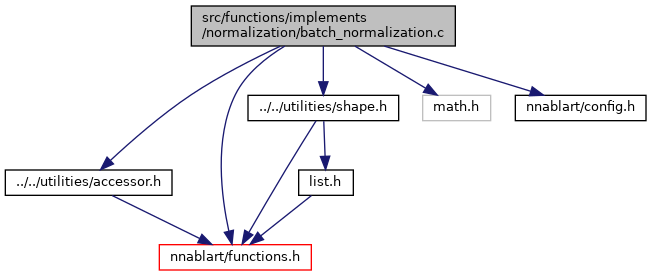 src/functions/implements
/normalization/batch_normalization.c
../../utilities/shape.h
math.h
nnablart/config.h
../../utilities/accessor.h
list.h
nnablart/functions.h